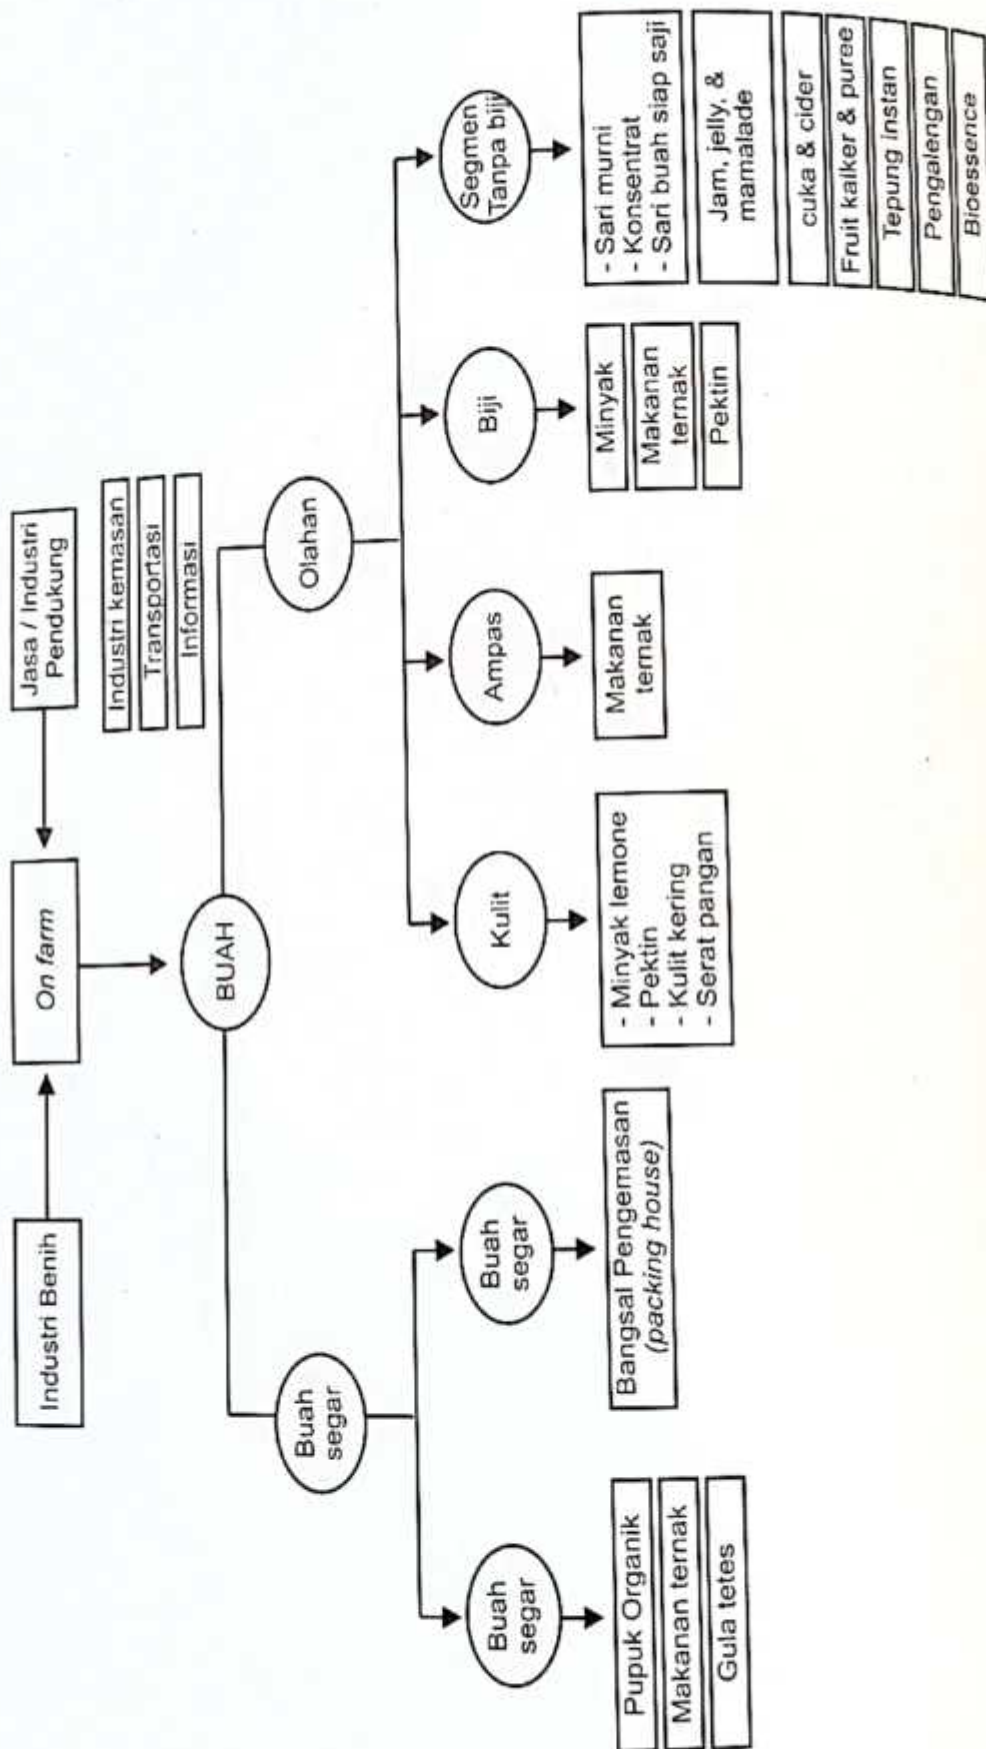 Industri Benih
On farm
Jasa / Industri
Pendukung
Industri kemasan
Transportasi
Informasi
BUAH
Buah
segar
Olahan
Buah
segar
Buah
segar
Kulit
Ampas
Biji
Segmen
Tanpa biji
Pupuk Organik
Makanan ternak
Gula tetes
Bangsal Pengemasan
(packing house)
- Minyak lemone
- Pektin
- Kulit kering
- Serat pangan
Makanan
ternak
Minyak
Makanan
ternak
Pektin
- Sari murni
- Konsentrat
- Sari buah siap saji
Jam, jelly, &
mamalade
cuka & cider
Fruit kalker & puree
Tepung instan
Pengalengan
Bioessence